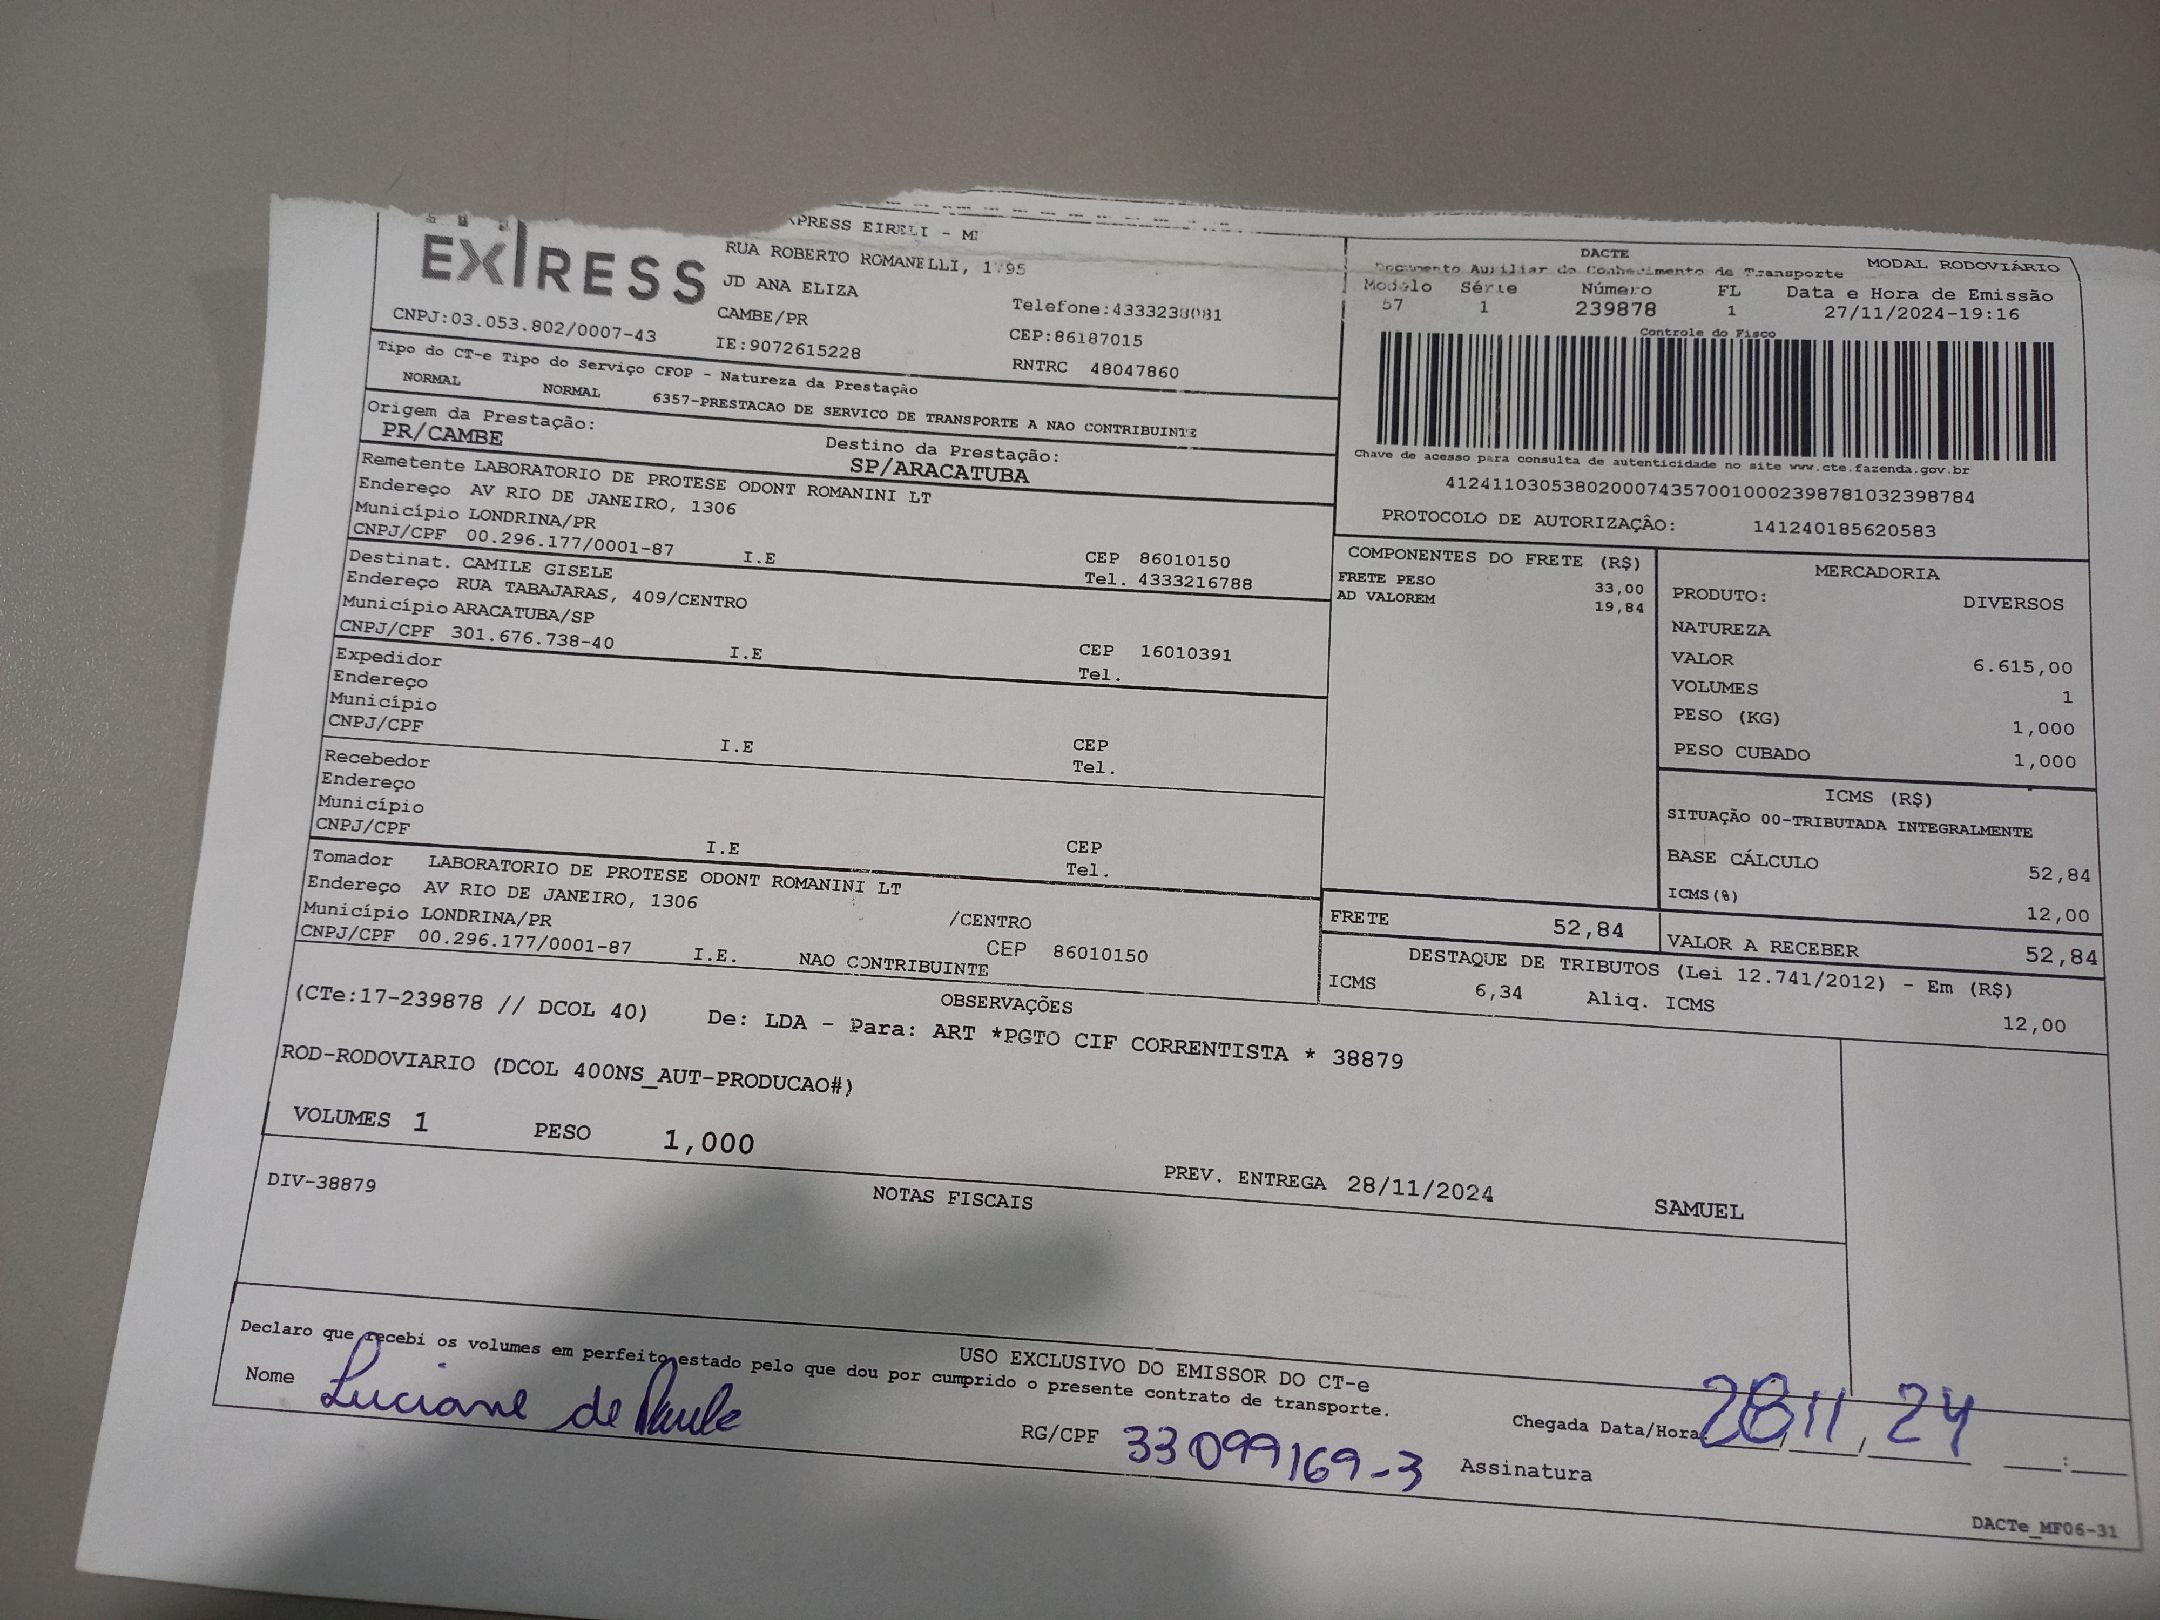 EXPRESS
XPRESS EIRELI - M
RUA ROBERTO ROMANELLI, 1795
JD ANA ELIZA
CAMBE/PR Telefone:4333238081
CNPJ:03.053.802/0007-43 IE:9072615228 CEP:86187015
RNTRC 48047860
DACTE MODAL RODOVIÁRIO
Documento Auxiliar do Conhecimento de Transporte
Modelo Série Número FL Data e Hora de Emissão
57 1 239878 1 27/11/2024-19:16
Controle do Fisco
Chave de acesso para consulta de autenticidade no site www.cte.fazenda.gov.br
41241103053802000743570010002398781032398784
PROTOCOLO DE AUTORIZAÇÃO: 141240185620583
Tipo do CT-e Tipo do Serviço CFOP - Natureza da Prestação
NORMAL NORMAL 6357-PRESTACAO DE SERVICO DE TRANSPORTE A NAO CONTRIBUINTE
Origem da Prestação: Destino da Prestação:
PR/CAMBE SP/ARACATUBA
Remetente LABORATORIO DE PROTESE ODONT ROMANINI LT
Endereço AV RIO DE JANEIRO, 1306
Município LONDRINA/PR CEP 86010150
CNPJ/CPF 00.296.177/0001-87 I.E Tel. 4333216788
Destinat. CAMILE GISELE
Endereço RUA TABAJARAS, 409/CENTRO
Município ARACATUBA/SP CEP 16010391
CNPJ/CPF 301.676.738-40 I.E Tel.
Expedidor
Endereço
Município CEP
CNPJ/CPF I.E Tel.
Recebedor
Endereço
Município CEP
CNPJ/CPF I.E Tel.
Tomador LABORATORIO DE PROTESE ODONT ROMANINI LT
Endereço AV RIO DE JANEIRO, 1306 /CENTRO
Município LONDRINA/PR CEP 86010150
CNPJ/CPF 00.296.177/0001-87 I.E. NAO CONTRIBUINTE
COMPONENTES DO FRETE (R$)
FRETE PESO 33,00
AD VALOREM 19,84
MERCADORIA
PRODUTO: DIVERSOS
NATUREZA
VALOR 6.615,00
VOLUMES 1
PESO (KG) 1,000
PESO CUBADO 1,000
ICMS (R$)
SITUAÇÃO 00-TRIBUTADA INTEGRALMENTE
BASE CÁLCULO 52,84
ICMS(%) 12,00
FRETE 52,84 VALOR A RECEBER 52,84
DESTAQUE DE TRIBUTOS (Lei 12.741/2012) - Em (R$)
ICMS 6,34 Aliq. ICMS 12,00
OBSERVAÇÕES
(CTe:17-239878 // DCOL 40) De: LDA - Para: ART *PGTO CIF CORRENTISTA * 38879
ROD-RODOVIARIO (DCOL 400NS_AUT-PRODUCAO#)
VOLUMES 1 PESO 1,000 PREV. ENTREGA 28/11/2024 SAMUEL
NOTAS FISCAIS
DIV-38879
USO EXCLUSIVO DO EMISSOR DO CT-e
Declaro que recebi os volumes em perfeito estado pelo que dou por cumprido o presente contrato de transporte.
Nome Luciane de Paula RG/CPF 33099169-3 Chegada Data/Hora 28 11 24
Assinatura
DACTe_MF06-31